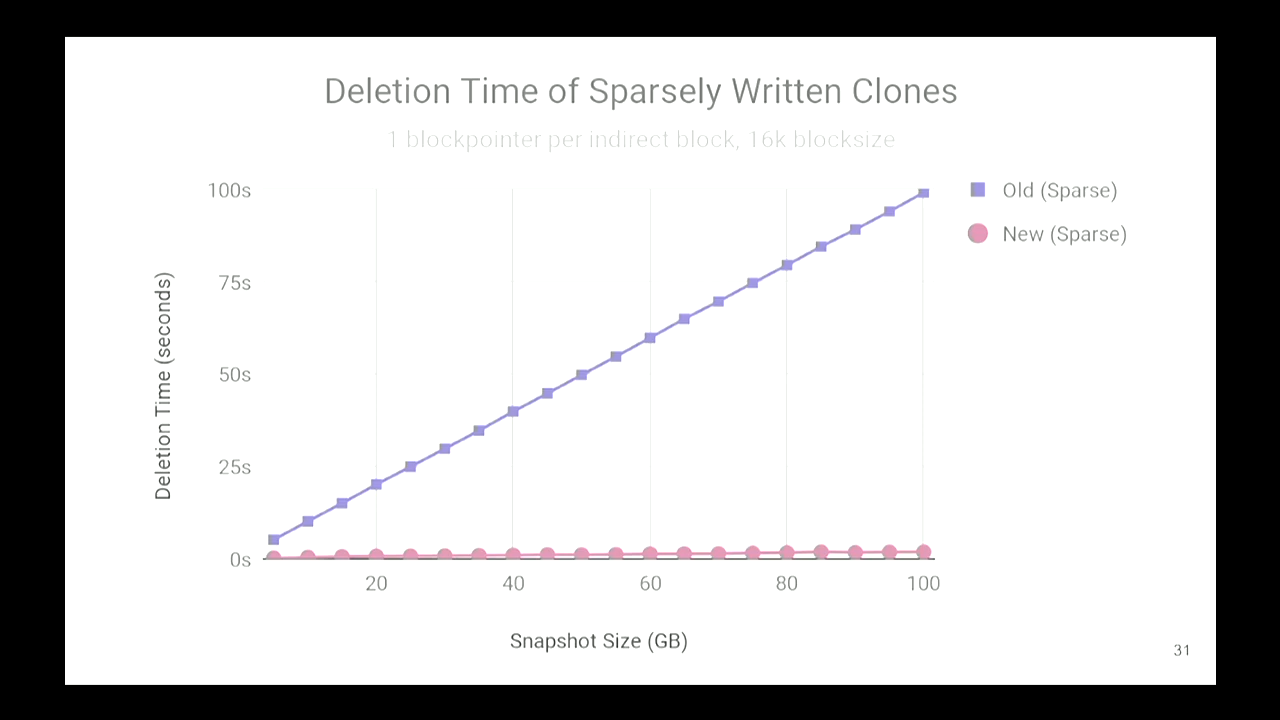 Deletion Time of Sparsely Written Clones
1 blockpointer per indirect block, 16k blocksize
100s
75s
50s
25s
0s
Deletion Time (seconds)
20
40
60
80
100
Snapshot Size (GB)
Old (Sparse)
New (Sparse)
31